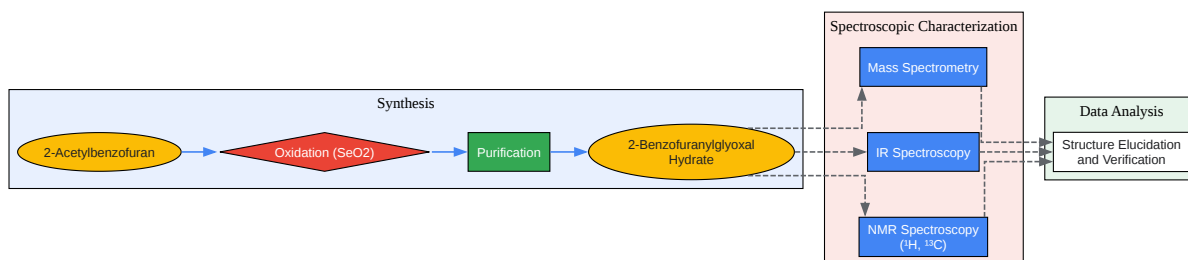 Synthesis
2-Acetylbenzofuran
Oxidation (SeO2)
Purification
2-Benzofuranylglyoxal
Hydrate
Spectroscopic Characterization
Mass Spectrometry
IR Spectroscopy
NMR Spectroscopy
(¹H, ¹³C)
Data Analysis
Structure Elucidation
and Verification